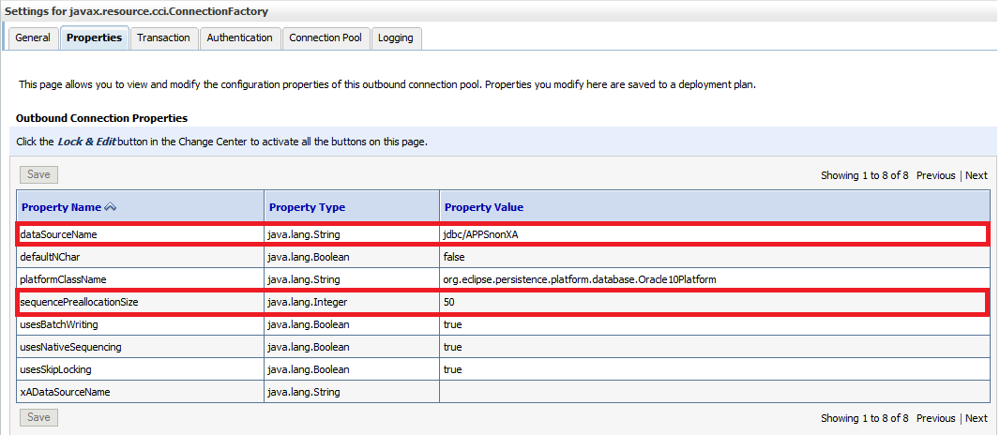 Settings for javax.resource.cci.ConnectionFactory
General Properties Transaction Authentication Connection Pool Logging
This page allows you to view and modify the configuration properties of this outbound connection pool. Properties you modify here are saved to a deployment plan.
Outbound Connection Properties
Click the Lock & Edit button in the Change Center to activate all the buttons on this page.
Save Showing 1 to 8 of 8 Previous | Next
Property Name Property Type Property Value
dataSourceName java.lang.String jdbc/APPSnonXA
defaultNChar java.lang.Boolean false
platformClassName java.lang.String org.eclipse.persistence.platform.database.Oracle10Platform
sequencePreallocationSize java.lang.Integer 50
usesBatchWriting java.lang.Boolean true
usesNativeSequencing java.lang.Boolean true
usesSkipLocking java.lang.Boolean true
xADataSourceName java.lang.String
Save Showing 1 to 8 of 8 Previous | Next